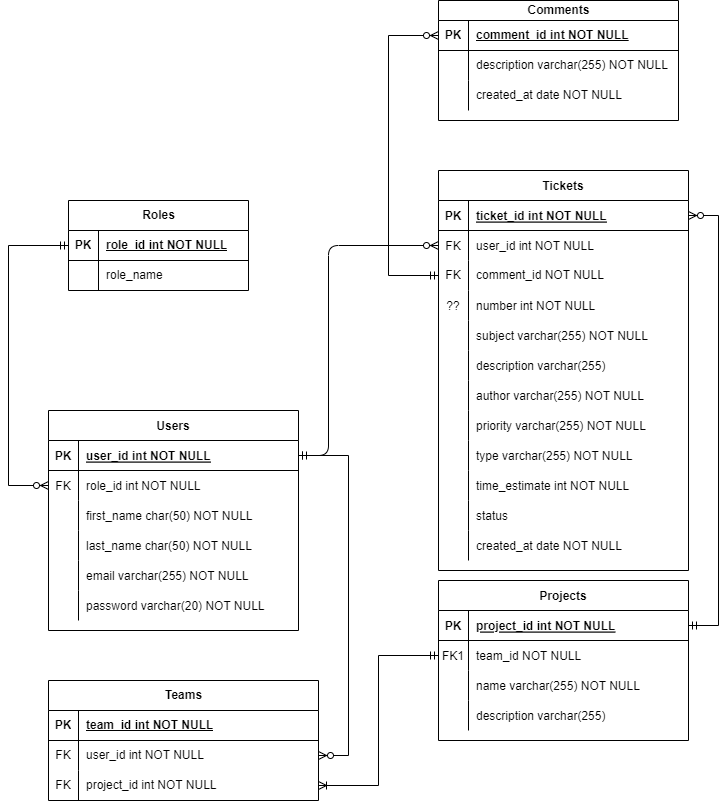 Comments
PK comment_id int NOT NULL
description varchar(255) NOT NULL
created_at date NOT NULL
Tickets
PK ticket_id int NOT NULL
FK user_id int NOT NULL
FK comment_id NOT NULL
?? number int NOT NULL
subject varchar(255) NOT NULL
description varchar(255)
author varchar(255) NOT NULL
priority varchar(255) NOT NULL
type varchar(255) NOT NULL
time_estimate int NOT NULL
status
created_at date NOT NULL
Roles
PK role_id int NOT NULL
role_name
Users
PK user_id int NOT NULL
FK role_id int NOT NULL
first_name char(50) NOT NULL
last_name char(50) NOT NULL
email varchar(255) NOT NULL
password varchar(20) NOT NULL
Projects
PK project_id int NOT NULL
FK1 team_id NOT NULL
name varchar(255) NOT NULL
description varchar(255)
Teams
PK team_id int NOT NULL
FK user_id int NOT NULL
FK project_id int NOT NULL